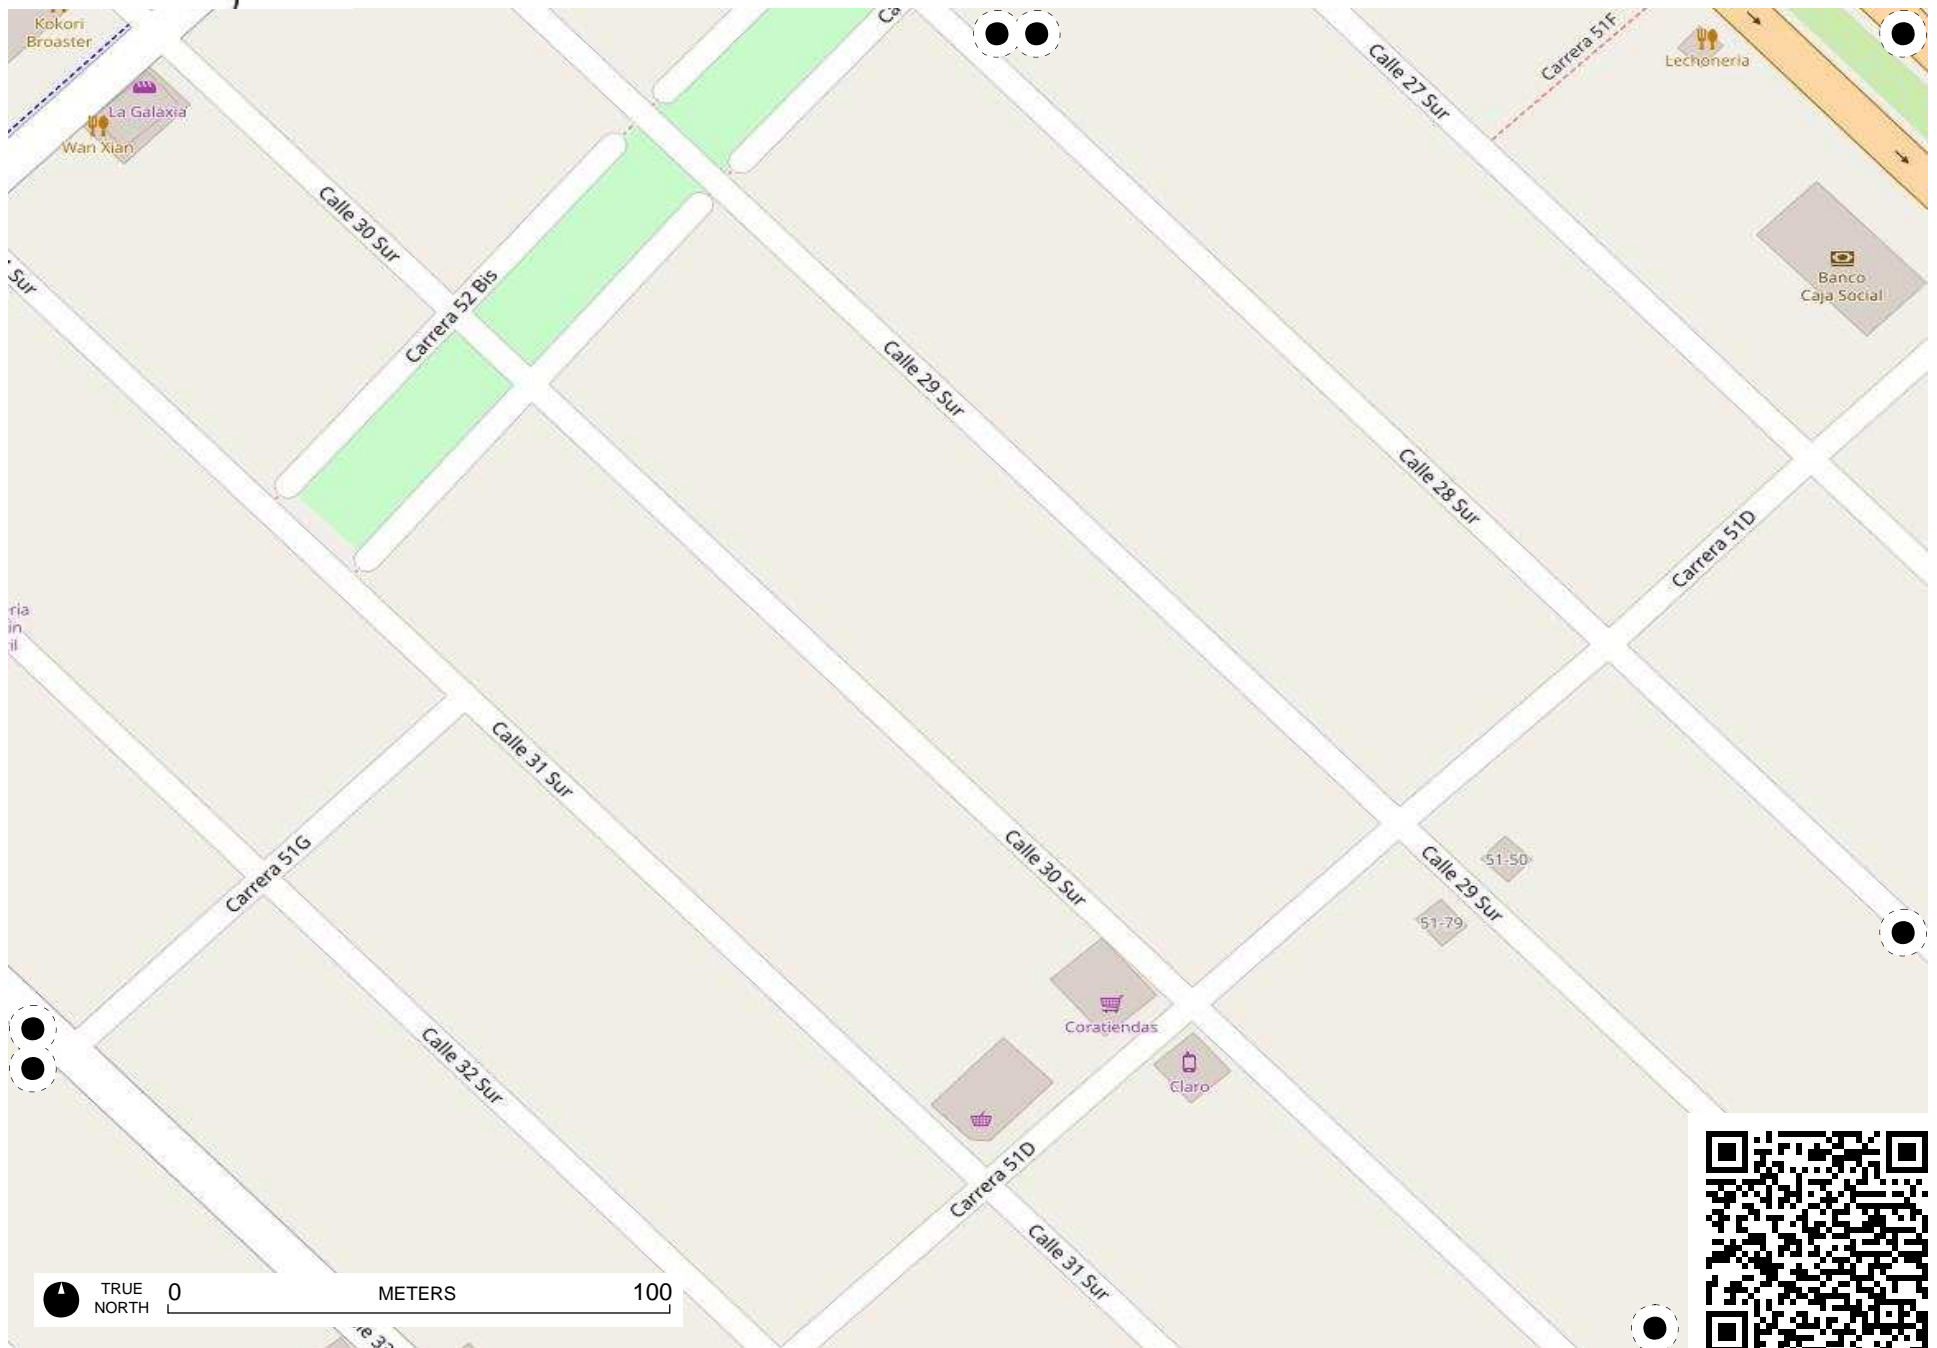 Kokori
Broaster
La Galaxia
Wan Xian
Calle 30 Sur
Sur
Carrera 52 Bis
Calle 27 Sur
Carrera 51F
Lechoneria
Banco
Caja Social
Calle 29 Sur
Calle 28 Sur
Carrera 51D
Calle 31 Sur
Carrera 51G
Calle 30 Sur
51-50
Calle 29 Sur
51-79
Coratiendas
Claro
Calle 32 Sur
Carrera 51D
Calle 31 Sur
TRUE
NORTH
0 METERS 100